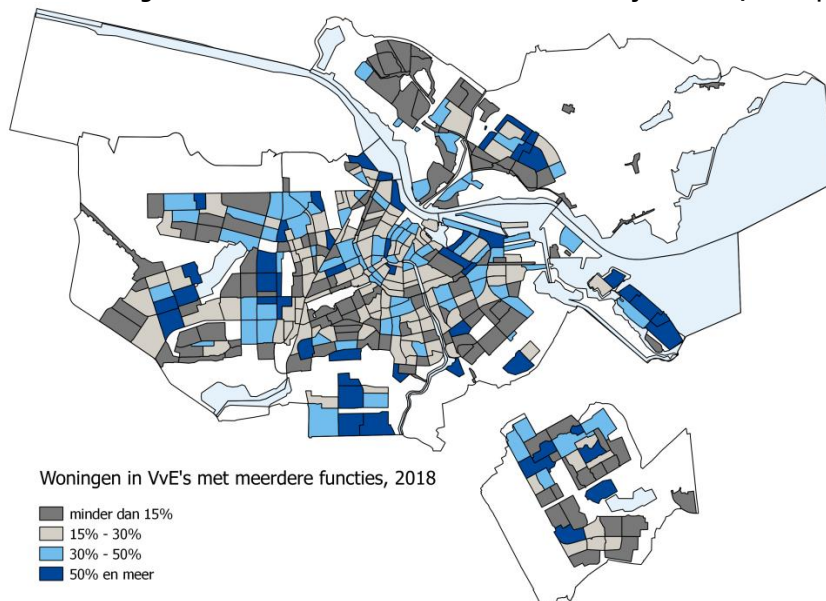 Woningen in VvE's met meerdere functies, 2018
minder dan 15%
15% - 30%
30% - 50%
50% en meer